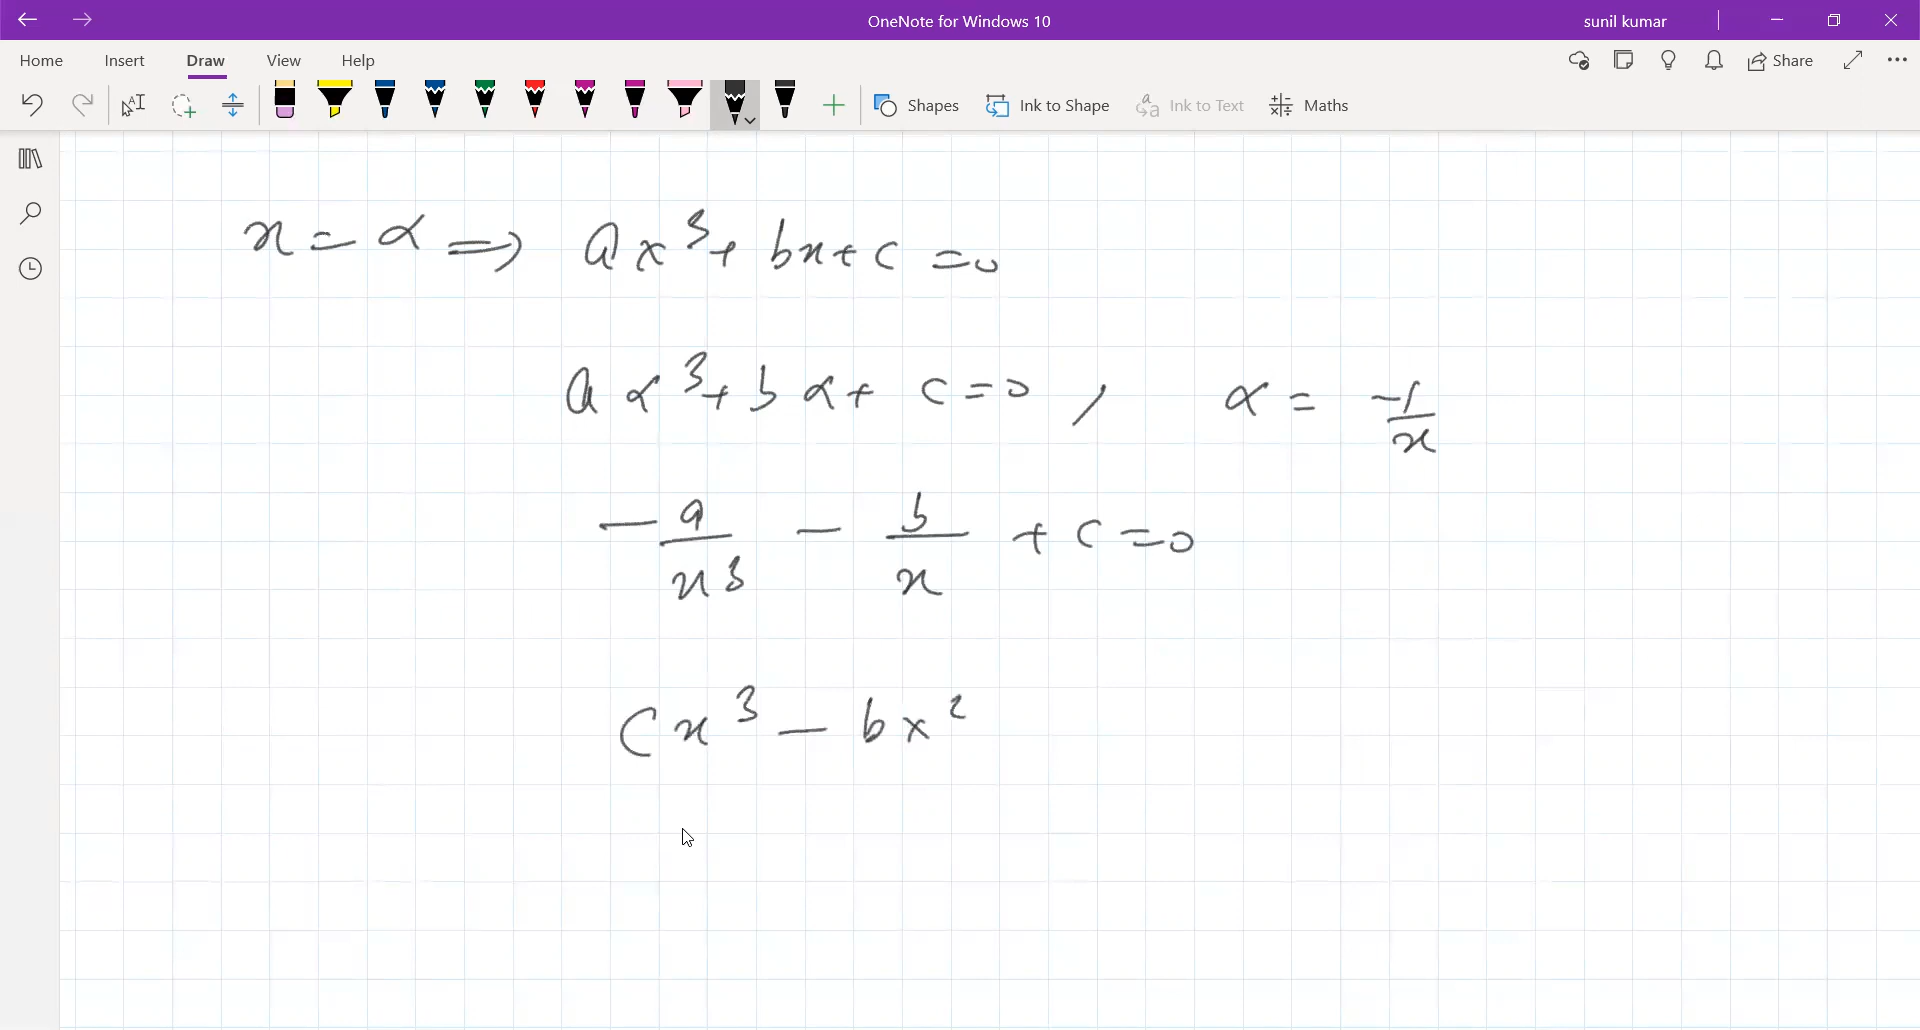 OneNote for Windows 10
sunil kumar
Home Insert Draw View Help
Share
Shapes Ink to Shape Ink to Text Maths
x = α ⇒ ax³ + bx + c = 0
aα³ + bα + c = 0 , α = -1/x
-a/x³ - b/x + c = 0
cx³ - bx²